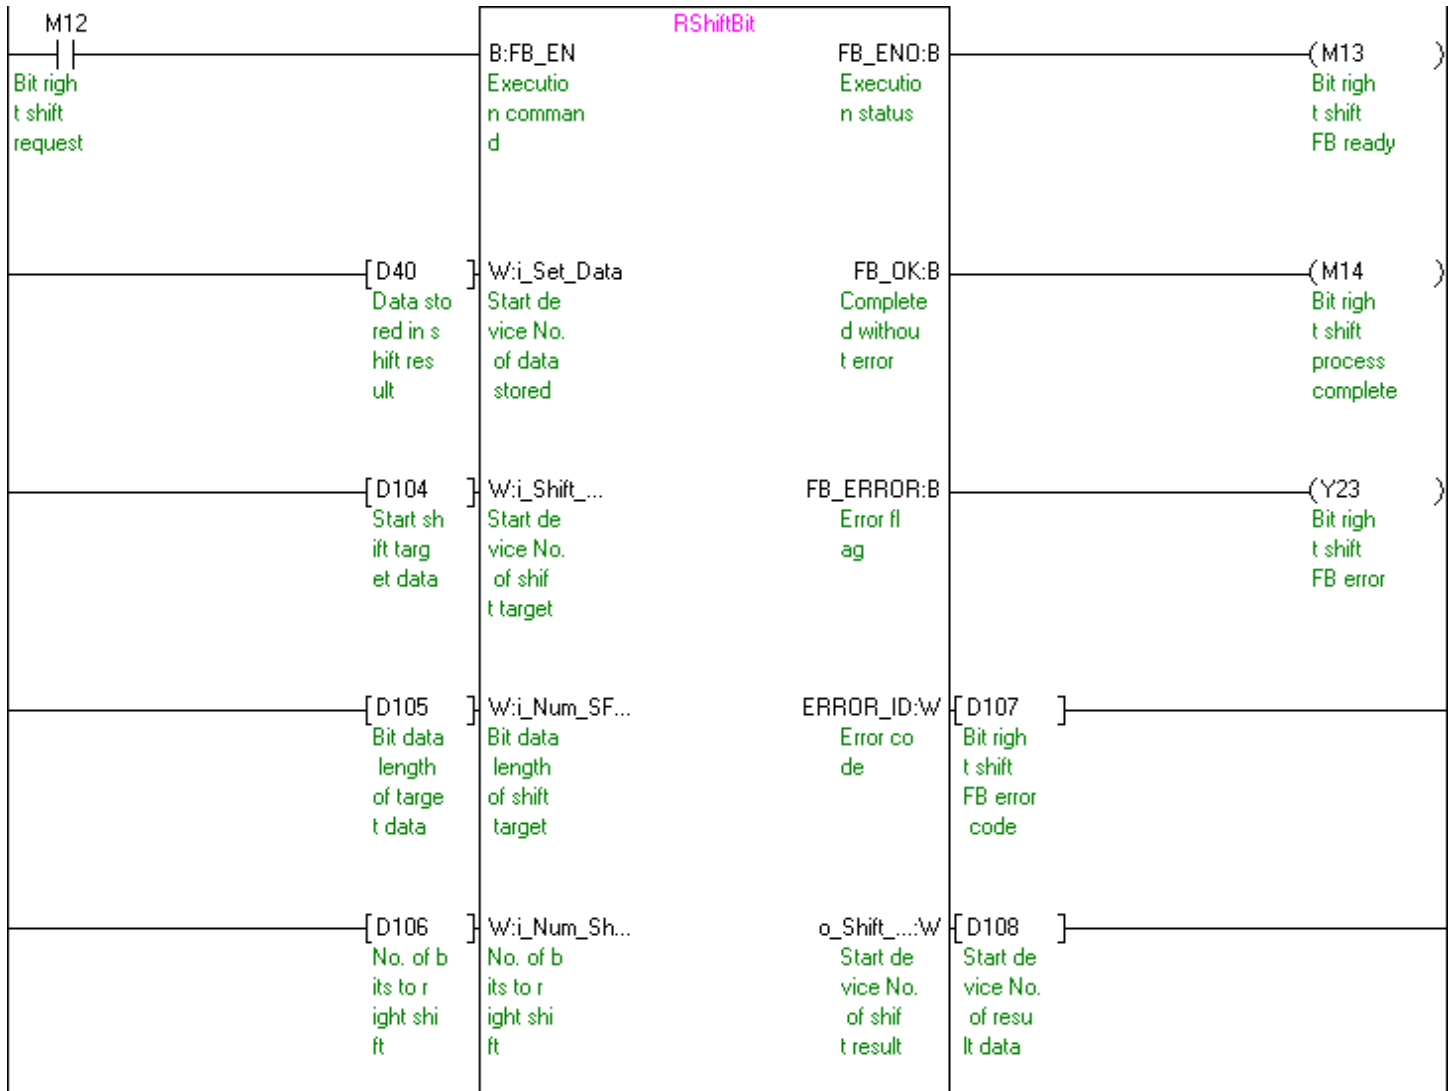 M12
RShiftBit
B:FB_EN
FB_ENO:B
(M13 )
Bit righ
t shift
request
Executio
n comman
d
Executio
n status
Bit righ
t shift
FB ready
[D40 ]
W:i_Set_Data
FB_OK:B
(M14 )
Data sto
red in s
hift res
ult
Start de
vice No.
of data
stored
Complete
d withou
t error
Bit righ
t shift
process
complete
[D104 ]
W:i_Shift_...
FB_ERROR:B
(Y23 )
Start sh
ift targ
et data
Start de
vice No.
of shif
t target
Error fl
ag
Bit righ
t shift
FB error
[D105 ]
W:i_Num_SF...
ERROR_ID:W
[D107 ]
Bit data
length
of targe
t data
Bit data
length
of shift
target
Error co
de
Bit righ
t shift
FB error
code
[D106 ]
W:i_Num_Sh...
o_Shift_...:W
[D108 ]
No. of b
its to r
ight shi
ft
No. of b
its to r
ight shi
ft
Start de
vice No.
of shif
t result
Start de
vice No.
of resu
lt data